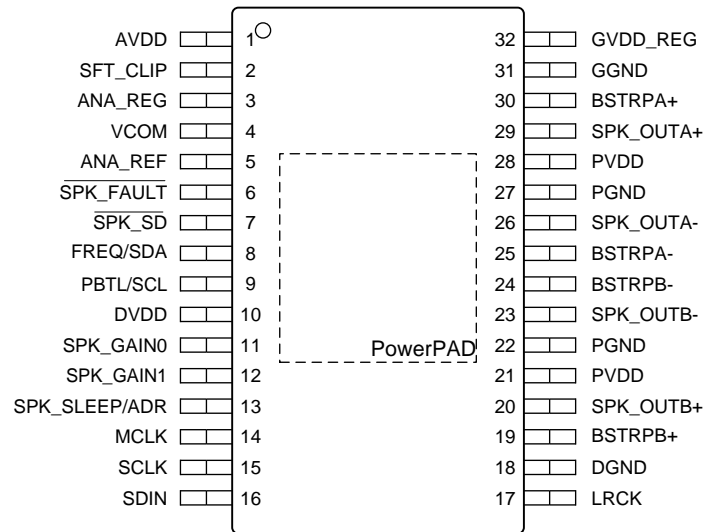 AVDD 1 32 GVDD_REG
SFT_CLIP 2 31 GGND
ANA_REG 3 30 BSTRPA+
VCOM 4 29 SPK_OUTA+
ANA_REF 5 28 PVDD
SPK_FAULT 6 27 PGND
SPK_SD 7 26 SPK_OUTA-
FREQ/SDA 8 25 BSTRPA-
PBTL/SCL 9 24 BSTRPB-
DVDD 10 23 SPK_OUTB-
SPK_GAIN0 11 PowerPAD 22 PGND
SPK_GAIN1 12 21 PVDD
SPK_SLEEP/ADR 13 20 SPK_OUTB+
MCLK 14 19 BSTRPB+
SCLK 15 18 DGND
SDIN 16 17 LRCK